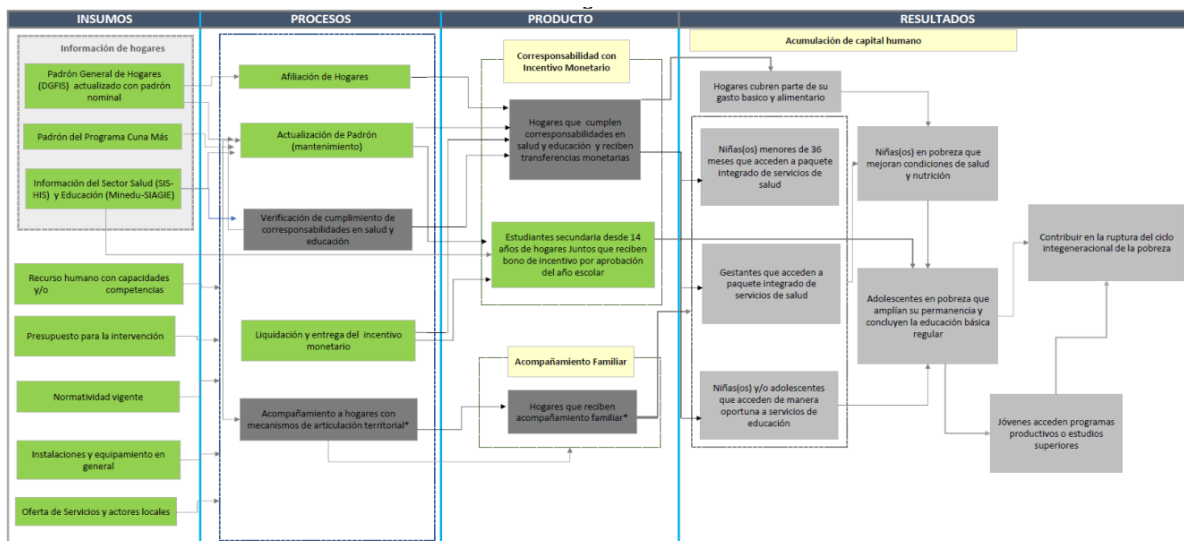 INSUMOS
PROCESOS
PRODUCTO
RESULTADOS
Información de hogares
Padrón General de Hogares
(DGFIS) actualizado con padrón
nominal
Padrón del Programa Cuna Más
Información del Sector Salud (SIS-
HIS) y Educación (Minedu-SIAGIE)
Recurso humano con capacidades
y/o competencias
Presupuesto para la intervención
Normatividad vigente
Instalaciones y equipamiento en
general
Oferta de Servicios y actores locales
Afiliación de Hogares
Actualización de Padrón
(mantenimiento)
Verificación de cumplimiento de
corresponsabilidades en salud y
educación
Liquidación y entrega del incentivo
monetario
Acompañamiento a hogares con
mecanismos de articulación territorial*
Corresponsabilidad con
Incentivo Monetario
Hogares que cumplen
corresponsabilidades en
salud y educación y reciben
transferencias monetarias
Estudiantes secundaria desde 14
años de hogares Juntos que reciben
bono de incentivo por aprobación
del año escolar
Acompañamiento Familiar
Hogares que reciben
acompañamiento familiar*
Acumulación de capital humano
Hogares cubren parte de su
gasto basico y alimentario
Niñas(os) menores de 36
meses que acceden a paquete
integrado de servicios de
salud
Gestantes que acceden a
paquete integrado de
servicios de salud
Niñas(os) y/o adolescentes
que acceden de manera
oportuna a servicios de
educación
Niñas(os) en pobreza que
mejoran condiciones de salud
y nutrición
Adolescentes en pobreza que
amplían su permanencia y
concluyen la educación básica
regular
Contribuir en la ruptura del ciclo
integeneracional de la pobreza
Jóvenes acceden programas
productivos o estudios
superiores